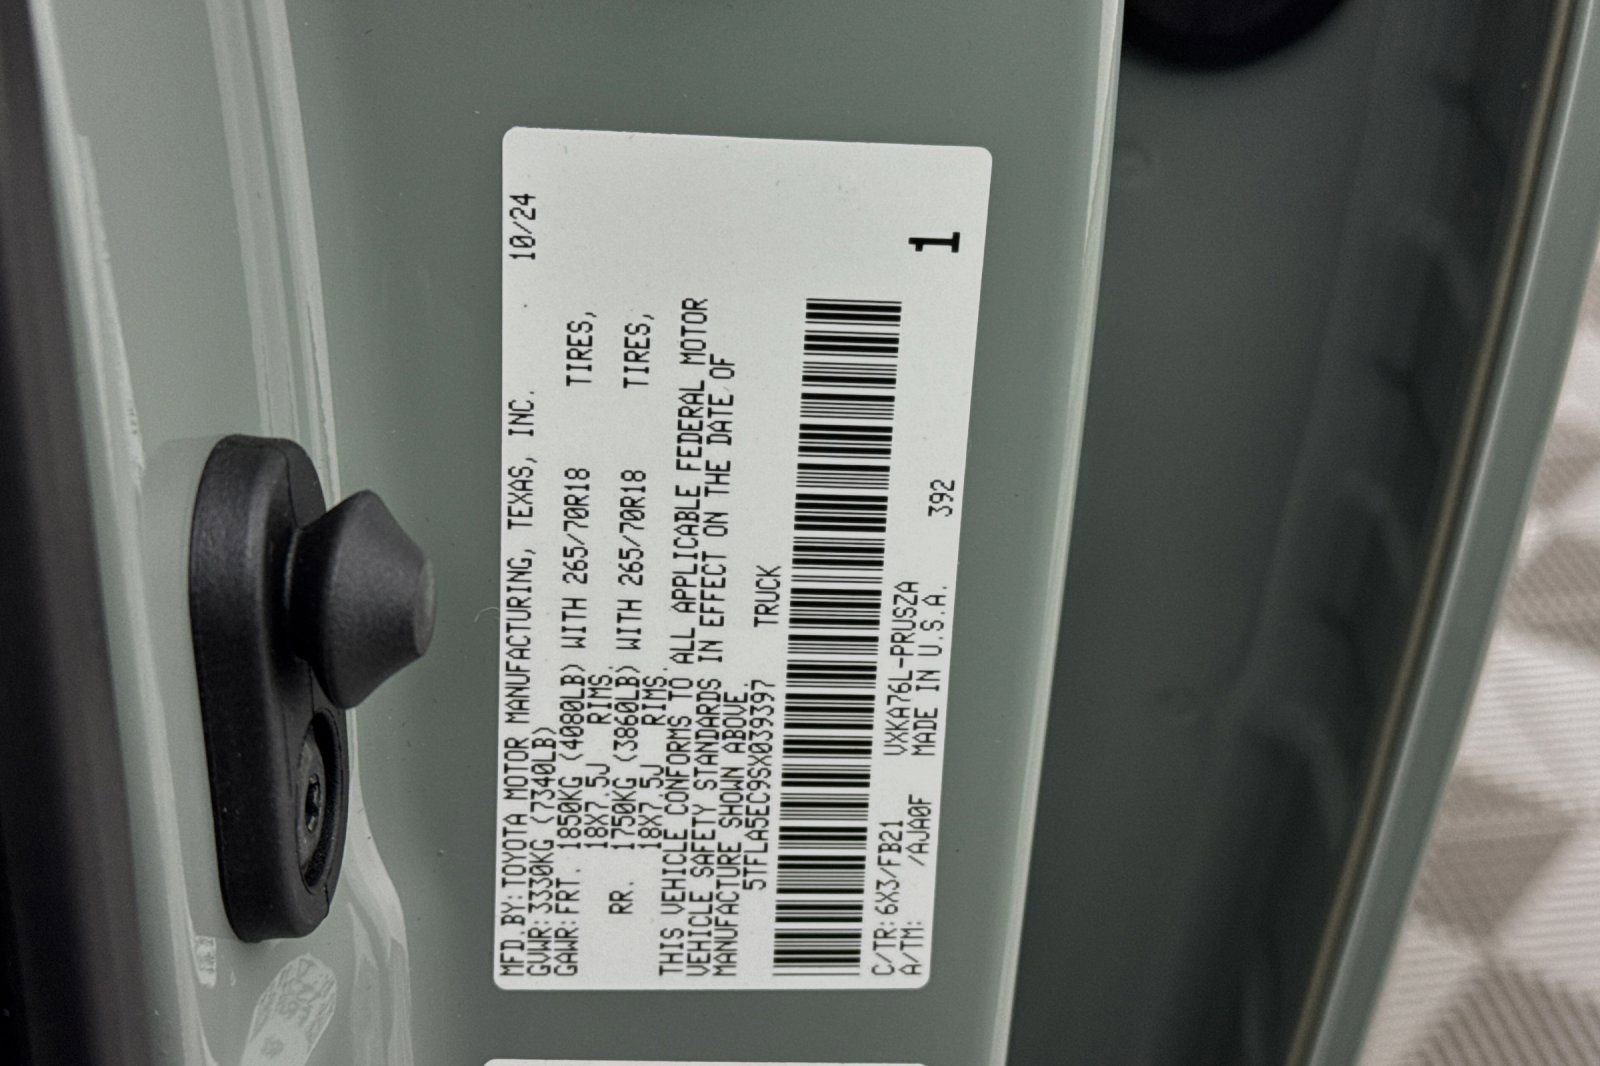 MFD.BY:TOYOTA MOTOR MANUFACTURING, TEXAS, INC. 10/24
GVWR:3330KG (7340LB)
GAWR:FRT. 1850KG (4080LB) WITH 265/70R18 TIRES,
18X7.5J RIMS.
RR. 1750KG (3860LB) WITH 265/70R18 TIRES,
18X7.5J RIMS.
THIS VEHICLE CONFORMS TO ALL APPLICABLE FEDERAL MOTOR
VEHICLE SAFETY STANDARDS IN EFFECT ON THE DATE OF
MANUFACTURE SHOWN ABOVE.
5TFLA5EC9SX039397 TRUCK
C/TR:6X3/FB21 VXKA76L-PRUSZA
A/TM: /AJA0F MADE IN U.S.A. 392
1